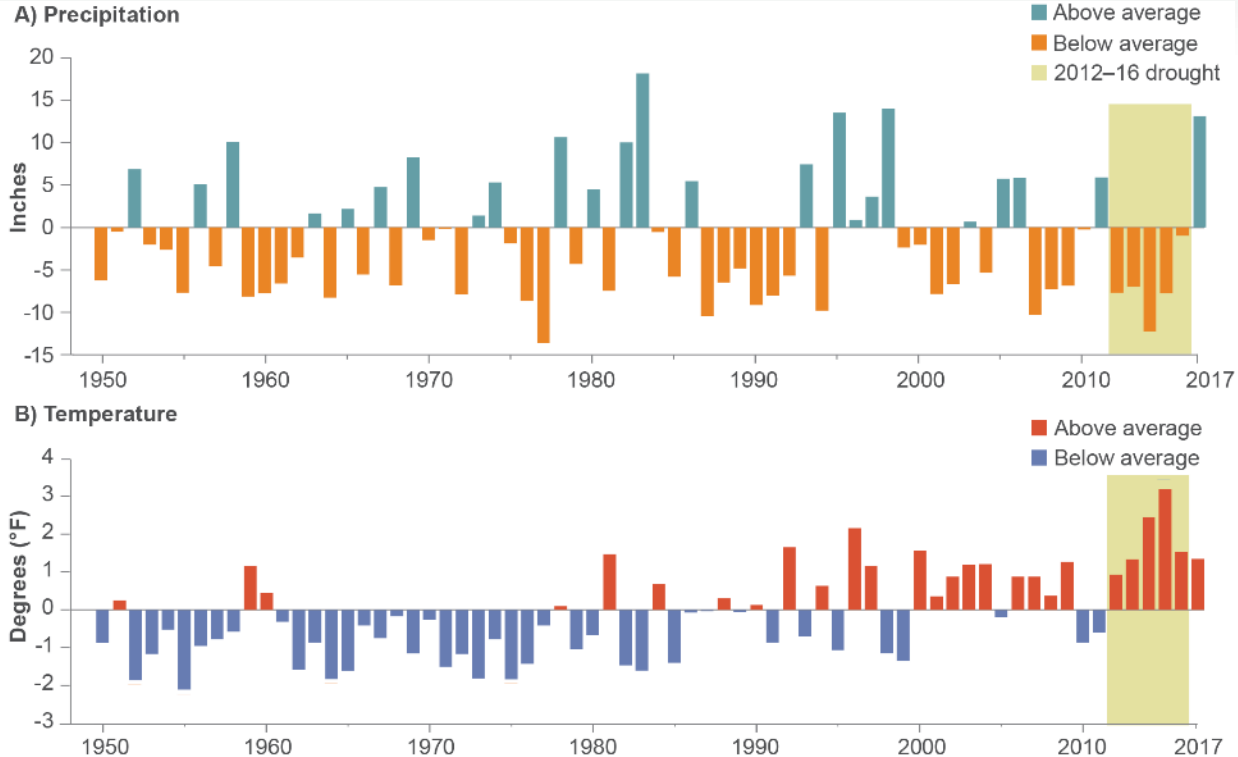 A) Precipitation
Above average
Below average
2012–16 drought
Inches
20
15
10
5
0
-5
-10
-15
1950 1960 1970 1980 1990 2000 2010 2017
B) Temperature
Above average
Below average
Degrees (°F)
4
3
2
1
0
-1
-2
-3
1950 1960 1970 1980 1990 2000 2010 2017